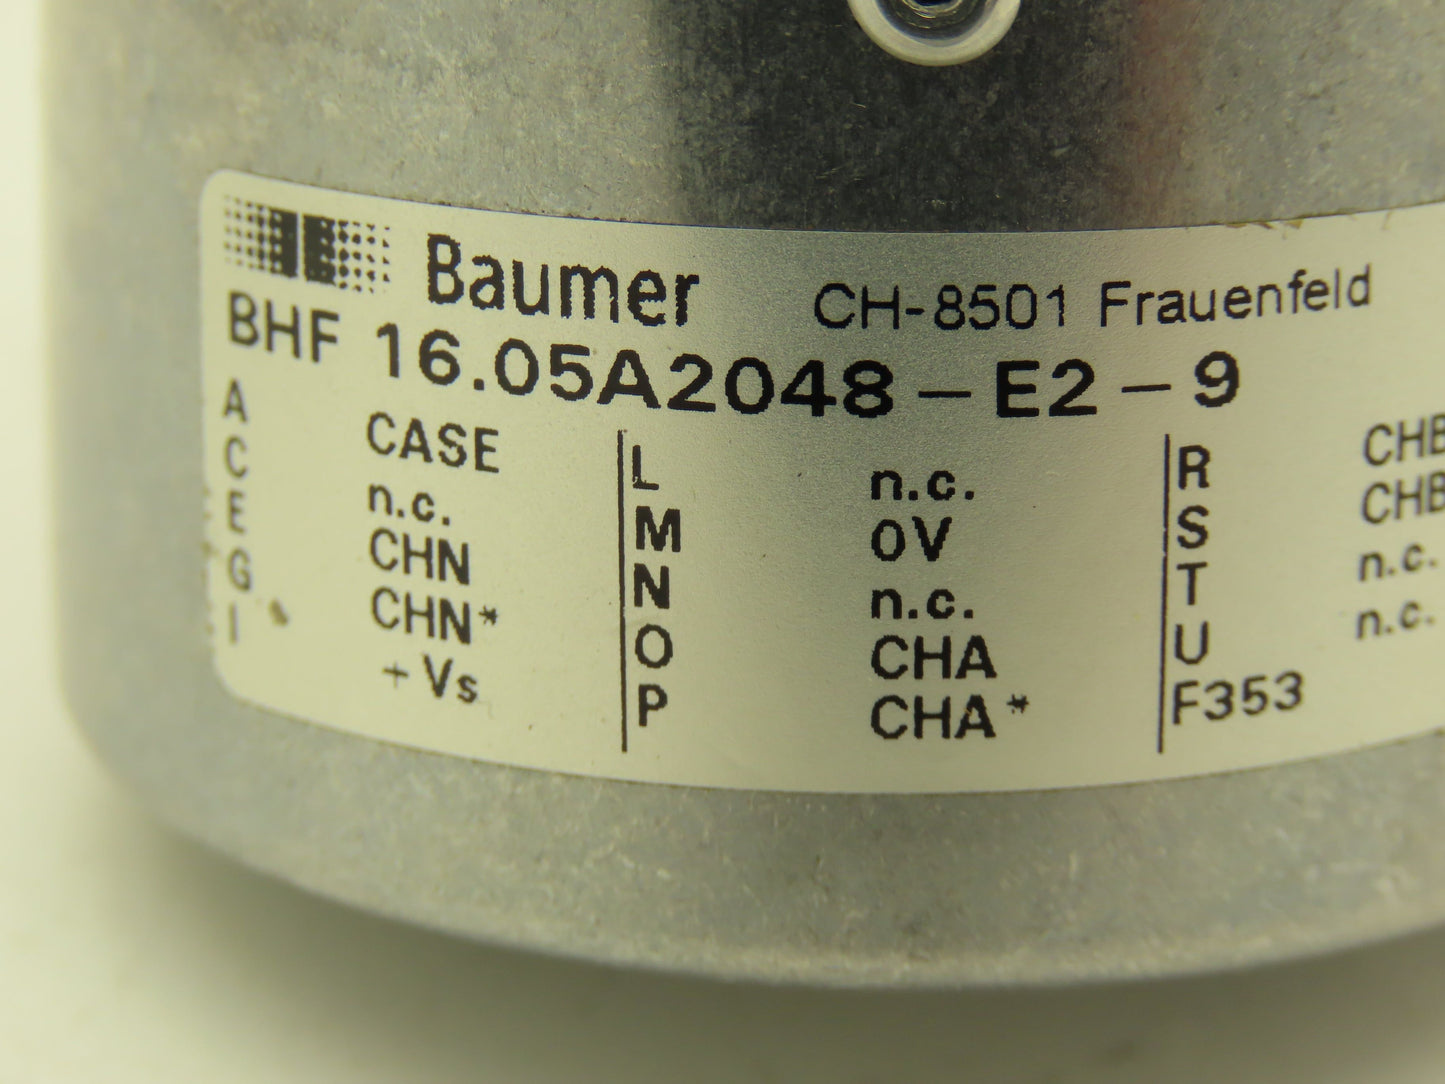 Baumer CH-8501 Frauenfeld
BHF 16.05A2048-E2-9
A CASE L n.c. R CHB
C n.c. M 0V S CHB
E CHN N n.c. T n.c.
G CHN* O CHA U n.c.
I +Vs P CHA* F353